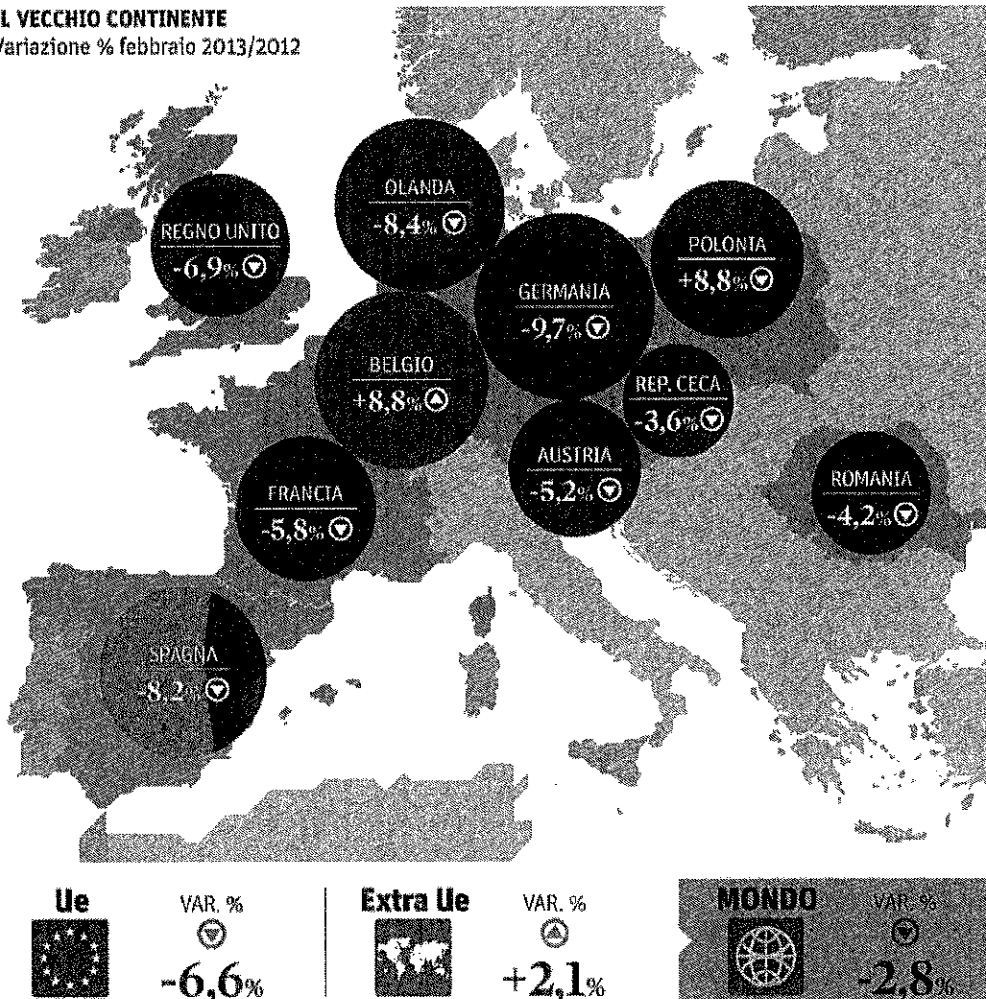 IL VECCHIO CONTINENTE
Variazione % febbraio 2013/2012
OLANDA
-8,4%
REGNO UNITO
-6,9%
POLONIA
+8,8%
GERMANIA
-9,7%
BELGIO
+8,8%
REP. CECA
-3,6%
AUSTRIA
-5,2%
ROMANIA
-4,2%
FRANCIA
-5,8%
SPAGNA
-8,2%
Ue
VAR. %
-6,6%
Extra Ue
VAR. %
+2,1%
MONDO
VAR. %
-2,8%